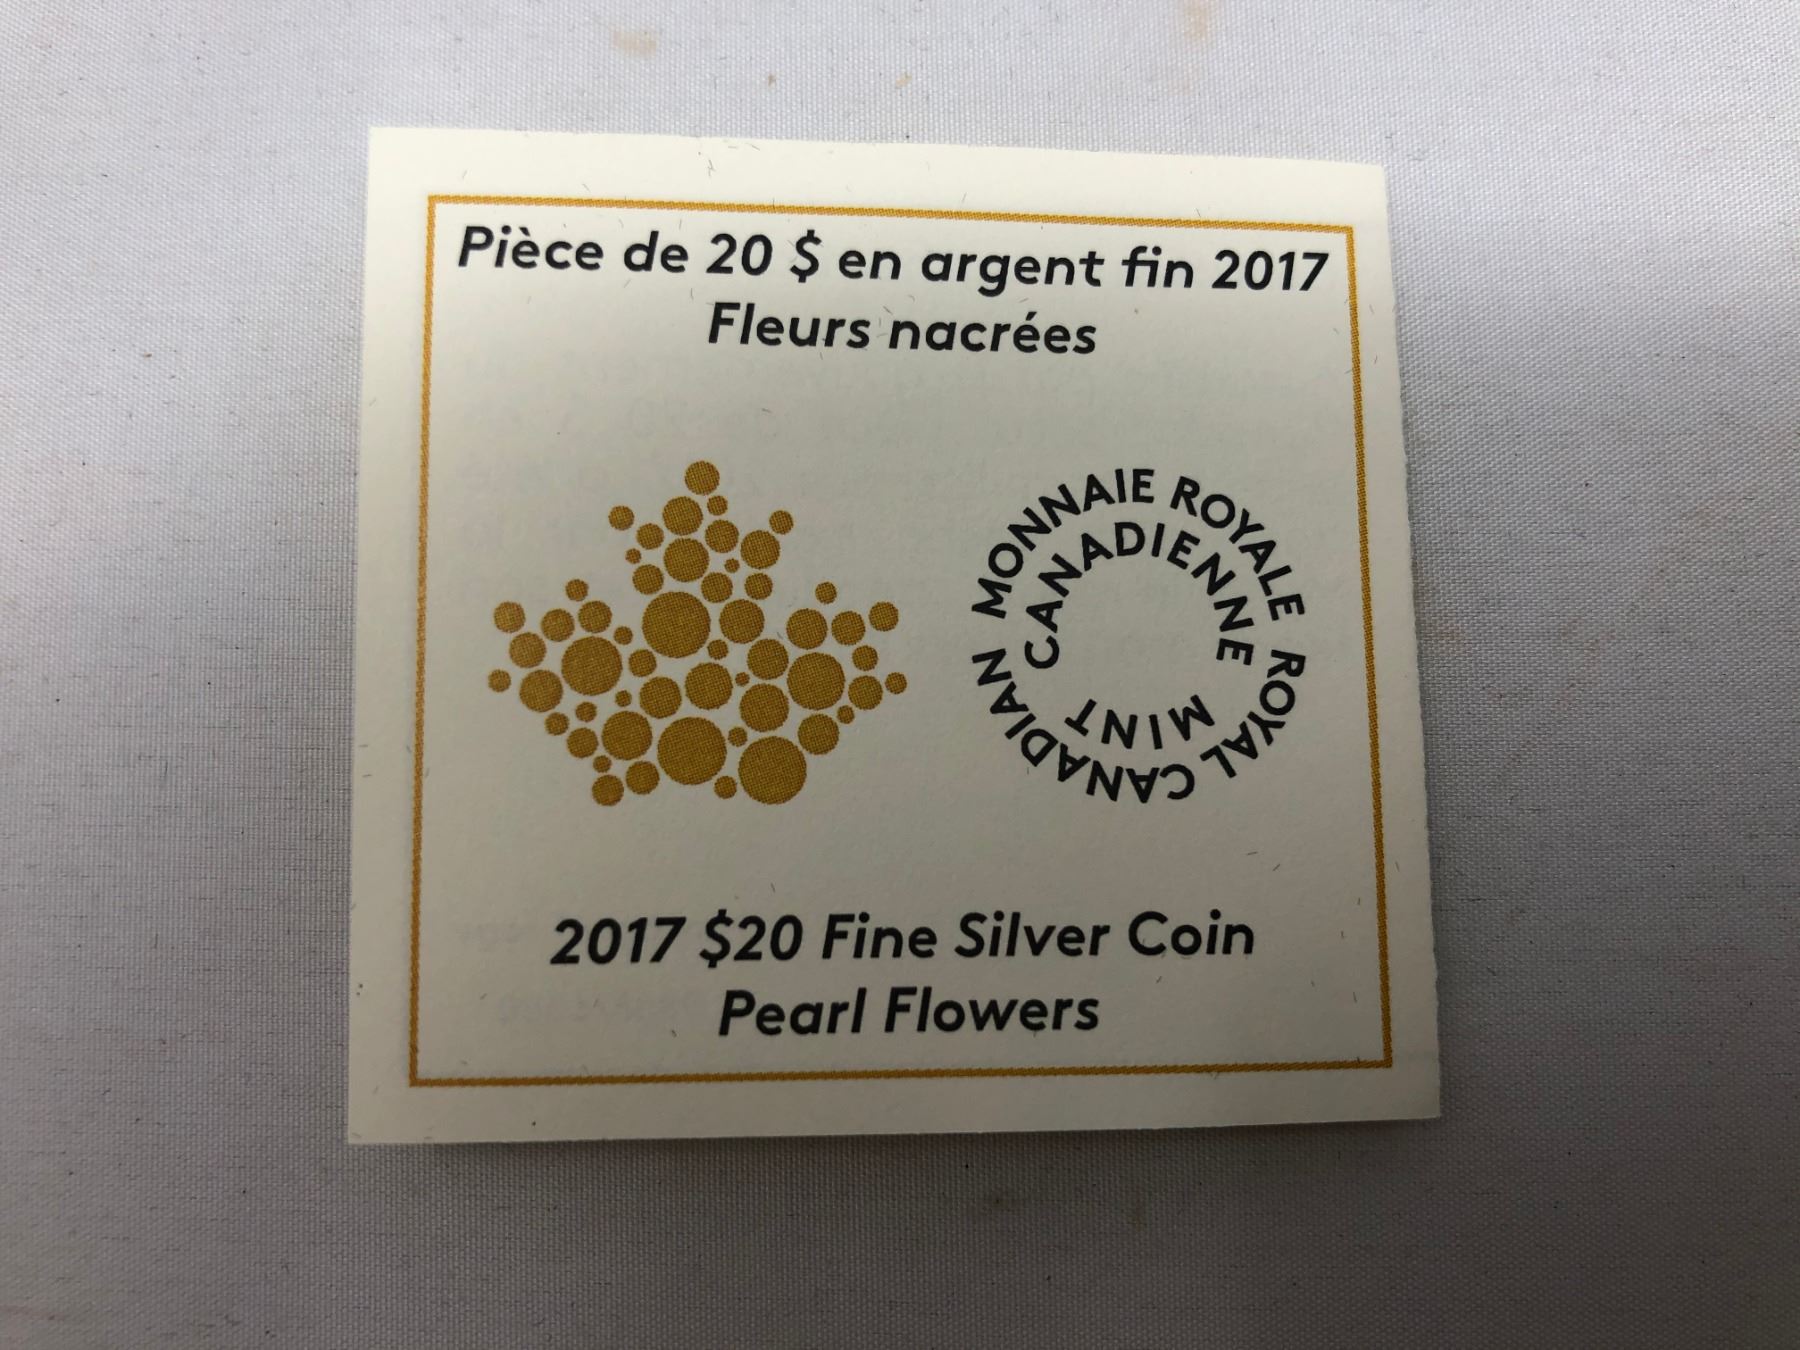 Pièce de 20 $ en argent fin 2017
Fleurs nacrées
MONNAIE ROYALE
CANADIENNE
ROYAL CANADIAN
MINT
2017 $20 Fine Silver Coin
Pearl Flowers